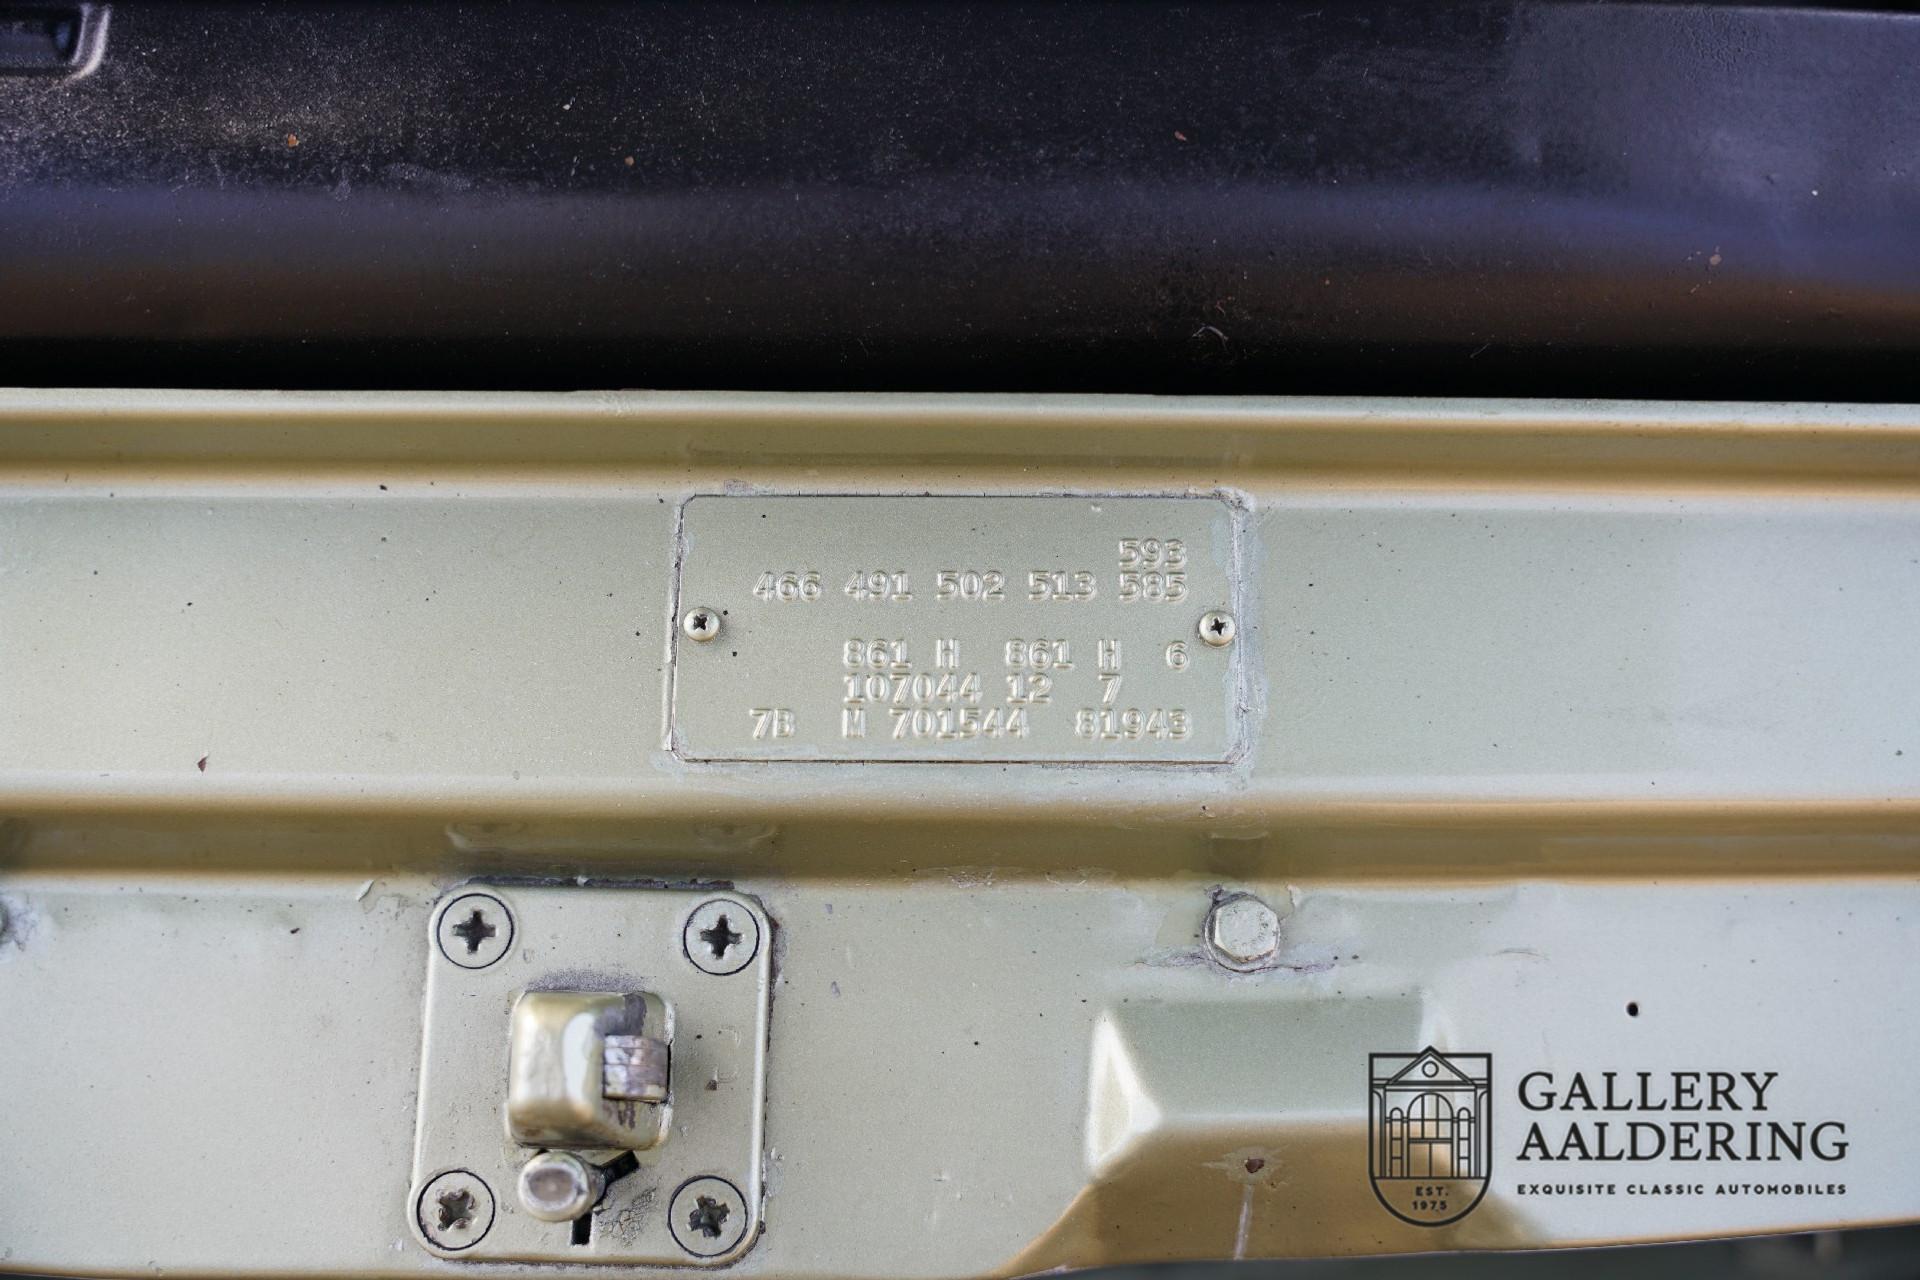 593
466 491 502 513 585
861 H 861 H 6
107044 12 7
7B M 701544 81943
GALLERY
AALDERING
EXQUISITE CLASSIC AUTOMOBILES
EST.
1975